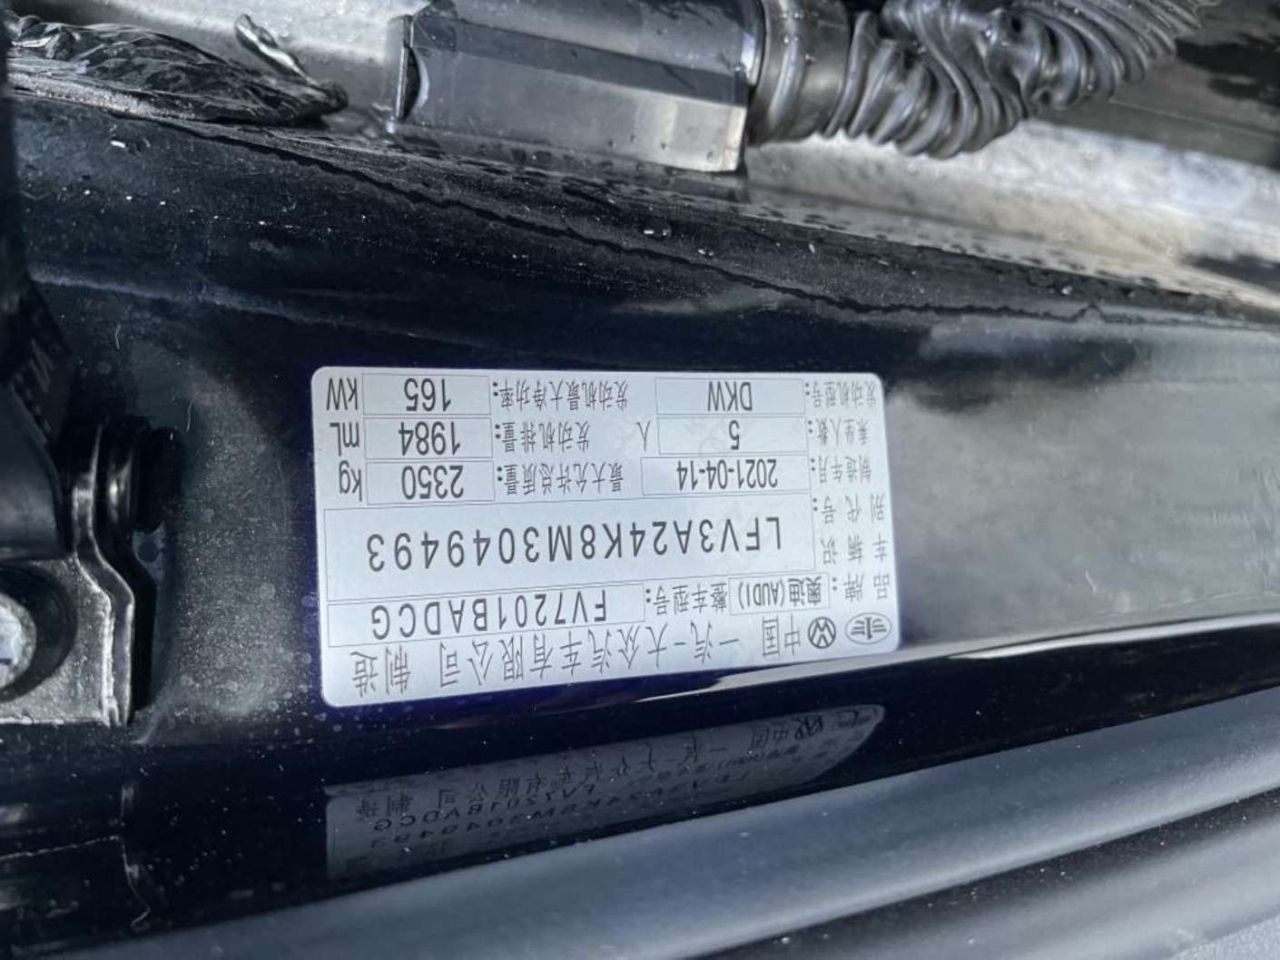 中国 一汽-大众汽车有限公司 制造
品牌: 奥迪(AUDI) 整车型号: FV7201BADCG
车辆识别代号: LFV3A24K8M3049493
制造年月: 2021-04-14 最大允许总质量: 2350 kg
乘坐人数: 5 人 发动机排量: 1984 mL
发动机型号: DKW 发动机最大净功率: 165 kW